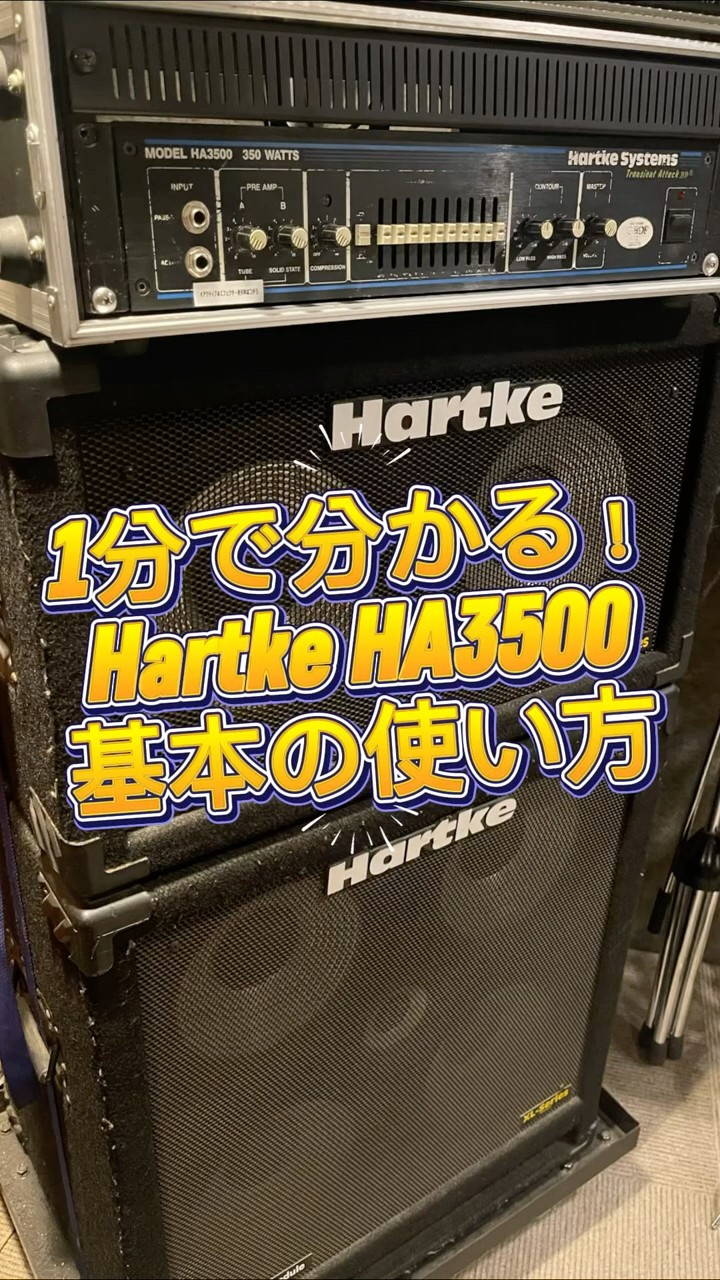 MODEL HA3500 350 WATTS
Hartke Systems
Transient Attack
INPUT
PRE AMP
CONTOUR
MASTER
A
B
TUBE
SOLID STATE
COMPRESSION
LOW PASS
HIGH PASS
Hartke
1分で分かる！
Hartke HA3500
基本の使い方
Hartke
XL-Series